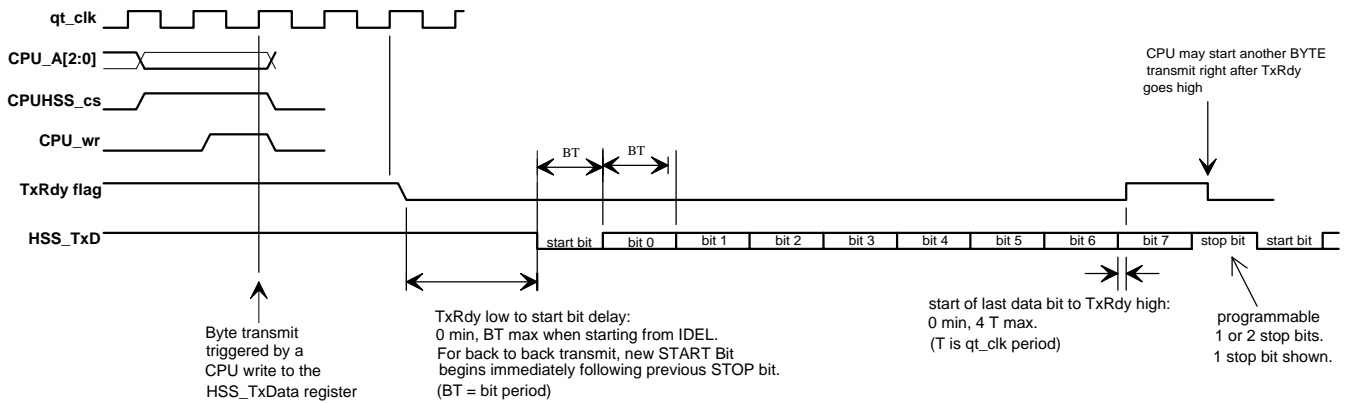 qt_clk
CPU_A[2:0]
CPUHSS_cs
CPU_wr
TxRdy flag
HSS_TxD
BT
BT
CPU may start another BYTE
transmit right after TxRdy
goes high
start bit
bit 0
bit 1
bit 2
bit 3
bit 4
bit 5
bit 6
bit 7
stop bit
start bit
Byte transmit
triggered by a
CPU write to the
HSS_TxData register
TxRdy low to start bit delay:
0 min, BT max when starting from IDEL.
For back to back transmit, new START Bit
begins immediately following previous STOP bit.
(BT = bit period)
start of last data bit to TxRdy high:
0 min, 4 T max.
(T is qt_clk period)
programmable
1 or 2 stop bits.
1 stop bit shown.